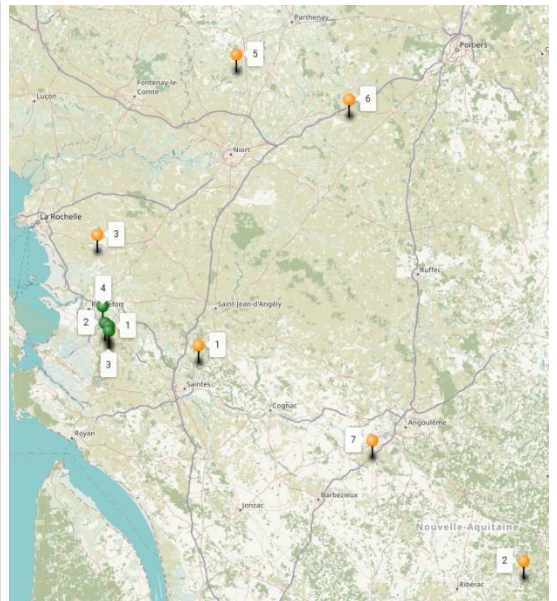 Parthenay
5
Poitiers
Fontenay-le-
Comte
6
Luçon
Niort
La Rochelle
3
Ruffec
4
Saint-Jean-d'Angély
2
1
3
1
Saintes
Cognac
Royan
7
Angoulême
Barbezieux
Jonzac
Nouvelle-Aquitaine
2
Ribérac